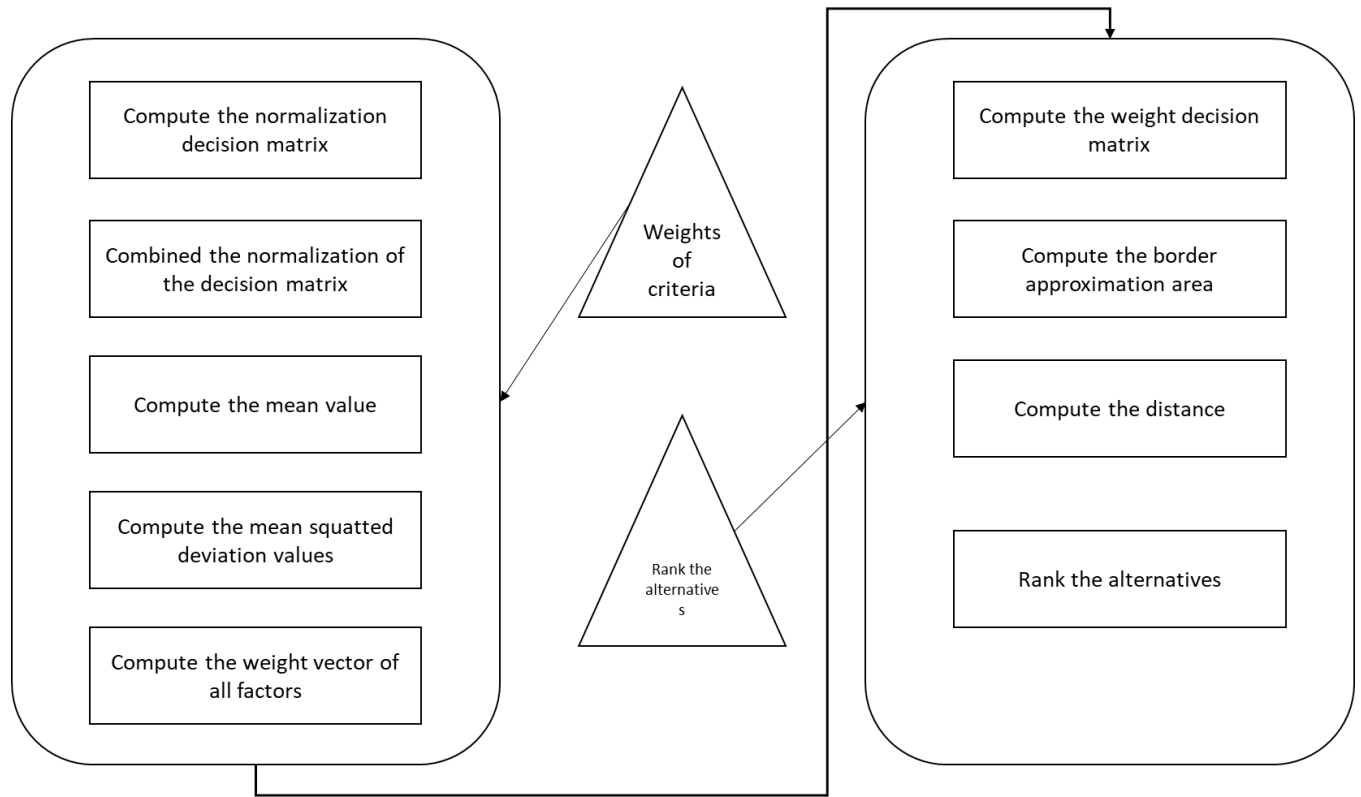 Compute the normalization
decision matrix
Combined the normalization of
the decision matrix
Compute the mean value
Compute the mean squatted
deviation values
Compute the weight vector of
all factors
Weights
of
criteria
Rank the
alternative
s
Compute the weight decision
matrix
Compute the border
approximation area
Compute the distance
Rank the alternatives